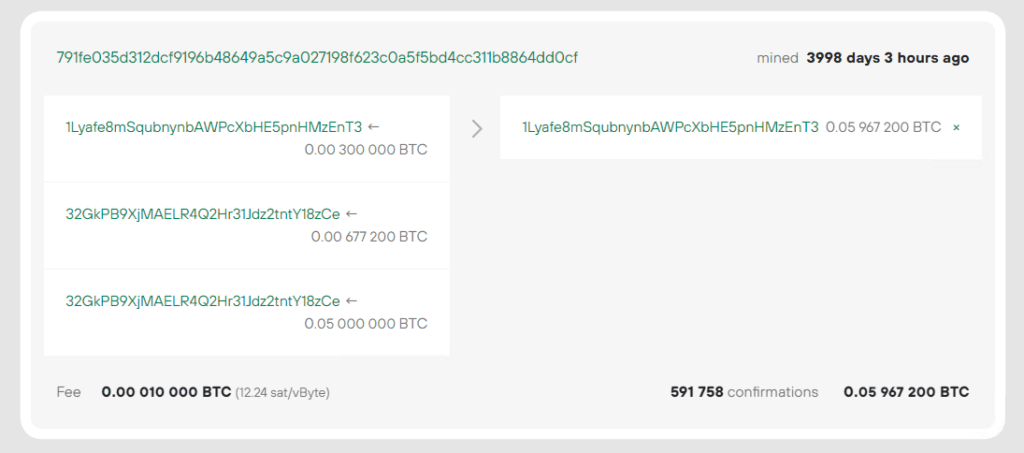 791fe035d312dcf9196b48649a5c9a027198f623c0a5f5bd4cc311b8864dd0cf mined 3998 days 3 hours ago
1Lyafe8mSqubnynbAWPcXbHE5pnHMzEnT3 ←
0.00 300 000 BTC
32GkPB9XjMAELR4Q2Hr31Jdz2tntY18zCe ←
0.00 677 200 BTC
32GkPB9XjMAELR4Q2Hr31Jdz2tntY18zCe ←
0.05 000 000 BTC
1Lyafe8mSqubnynbAWPcXbHE5pnHMzEnT3 0.05 967 200 BTC ×
Fee 0.00 010 000 BTC (12.24 sat/vByte)
591 758 confirmations 0.05 967 200 BTC